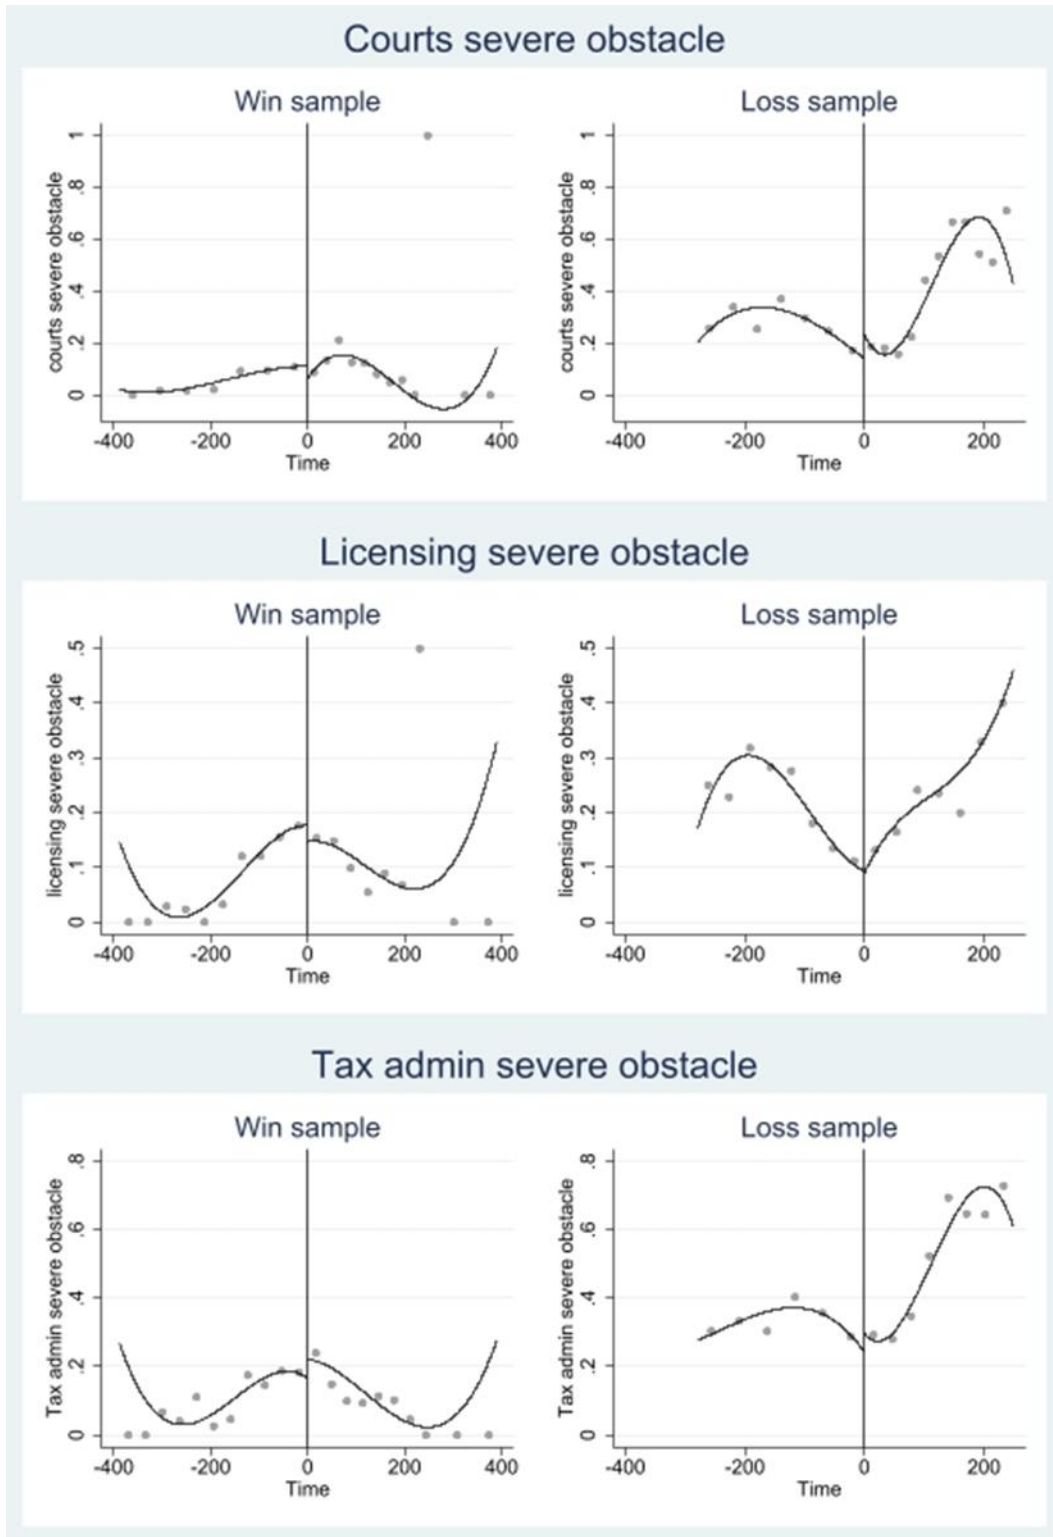 Courts severe obstacle
Win sample
Loss sample
courts severe obstacle
1
.8
.6
.4
.2
0
-400 -200 0 200 400
Time
courts severe obstacle
1
.8
.6
.4
.2
0
-400 -200 0 200
Time
Licensing severe obstacle
Win sample
Loss sample
licensing severe obstacle
.5
.4
.3
.2
.1
0
-400 -200 0 200 400
Time
licensing severe obstacle
.5
.4
.3
.2
.1
0
-400 -200 0 200
Time
Tax admin severe obstacle
Win sample
Loss sample
Tax admin severe obstacle
.8
.6
.4
.2
0
-400 -200 0 200 400
Time
Tax admin severe obstacle
.8
.6
.4
.2
0
-400 -200 0 200
Time